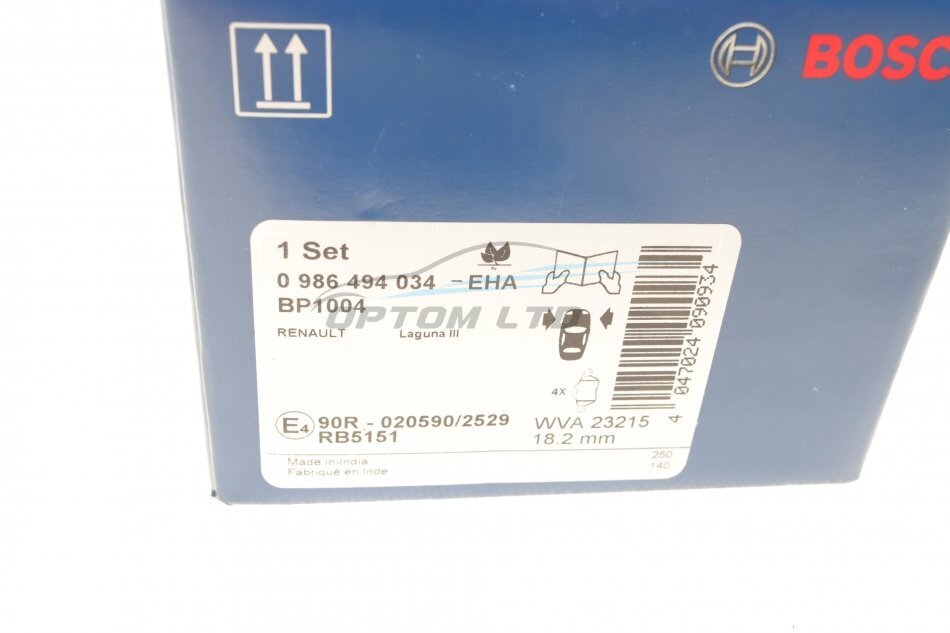 BOSC
1 Set
0 986 494 034 - EHA
BP1004
OPTOM LTD
RENAULT Laguna III
4X
E4 90R - 020590/2529
RB5151
WVA 23215
18.2 mm
4 047024 090934
Made in India
Fabriqué en Inde
250
140